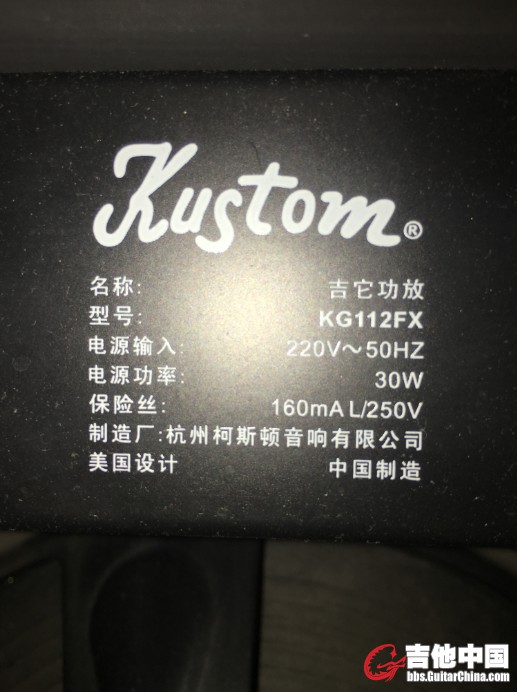 Kustom®
名称: 吉它功放
型号: KG112FX
电源输入: 220V～50HZ
电源功率: 30W
保险丝: 160mA L/250V
制造厂:杭州柯斯顿音响有限公司
美国设计 中国制造
吉他中国
bbs.GuitarChina.com